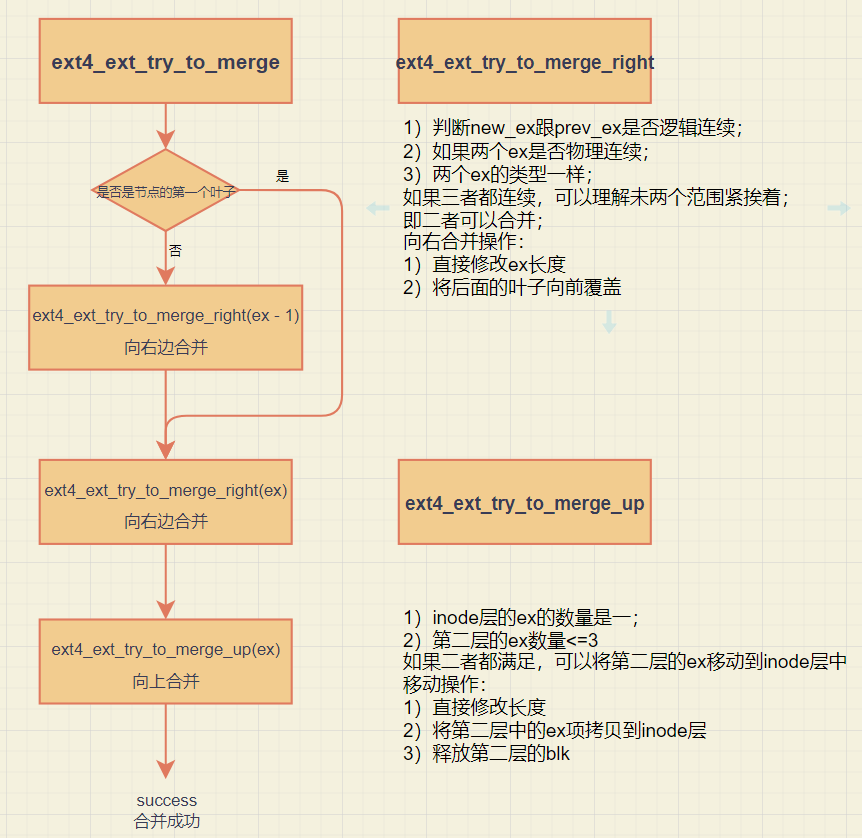 ext4_ext_try_to_merge
是否是节点的第一个叶子
是
否
ext4_ext_try_to_merge_right(ex - 1)
向右边合并
ext4_ext_try_to_merge_right(ex)
向右边合并
ext4_ext_try_to_merge_up(ex)
向上合并
success
合并成功
ext4_ext_try_to_merge_right
1）判断new_ex跟prev_ex是否逻辑连续；
2）如果两个ex是否物理连续；
3）两个ex的类型一样；
如果三者都连续，可以理解未两个范围紧挨着；
即二者可以合并；
向右合并操作：
1）直接修改ex长度
2）将后面的叶子向前覆盖
ext4_ext_try_to_merge_up
1）inode层的ex的数量是一；
2）第二层的ex数量<=3
如果二者都满足，可以将第二层的ex移动到inode层中
移动操作：
1）直接修改长度
2）将第二层中的ex项拷贝到inode层
3）释放第二层的blk